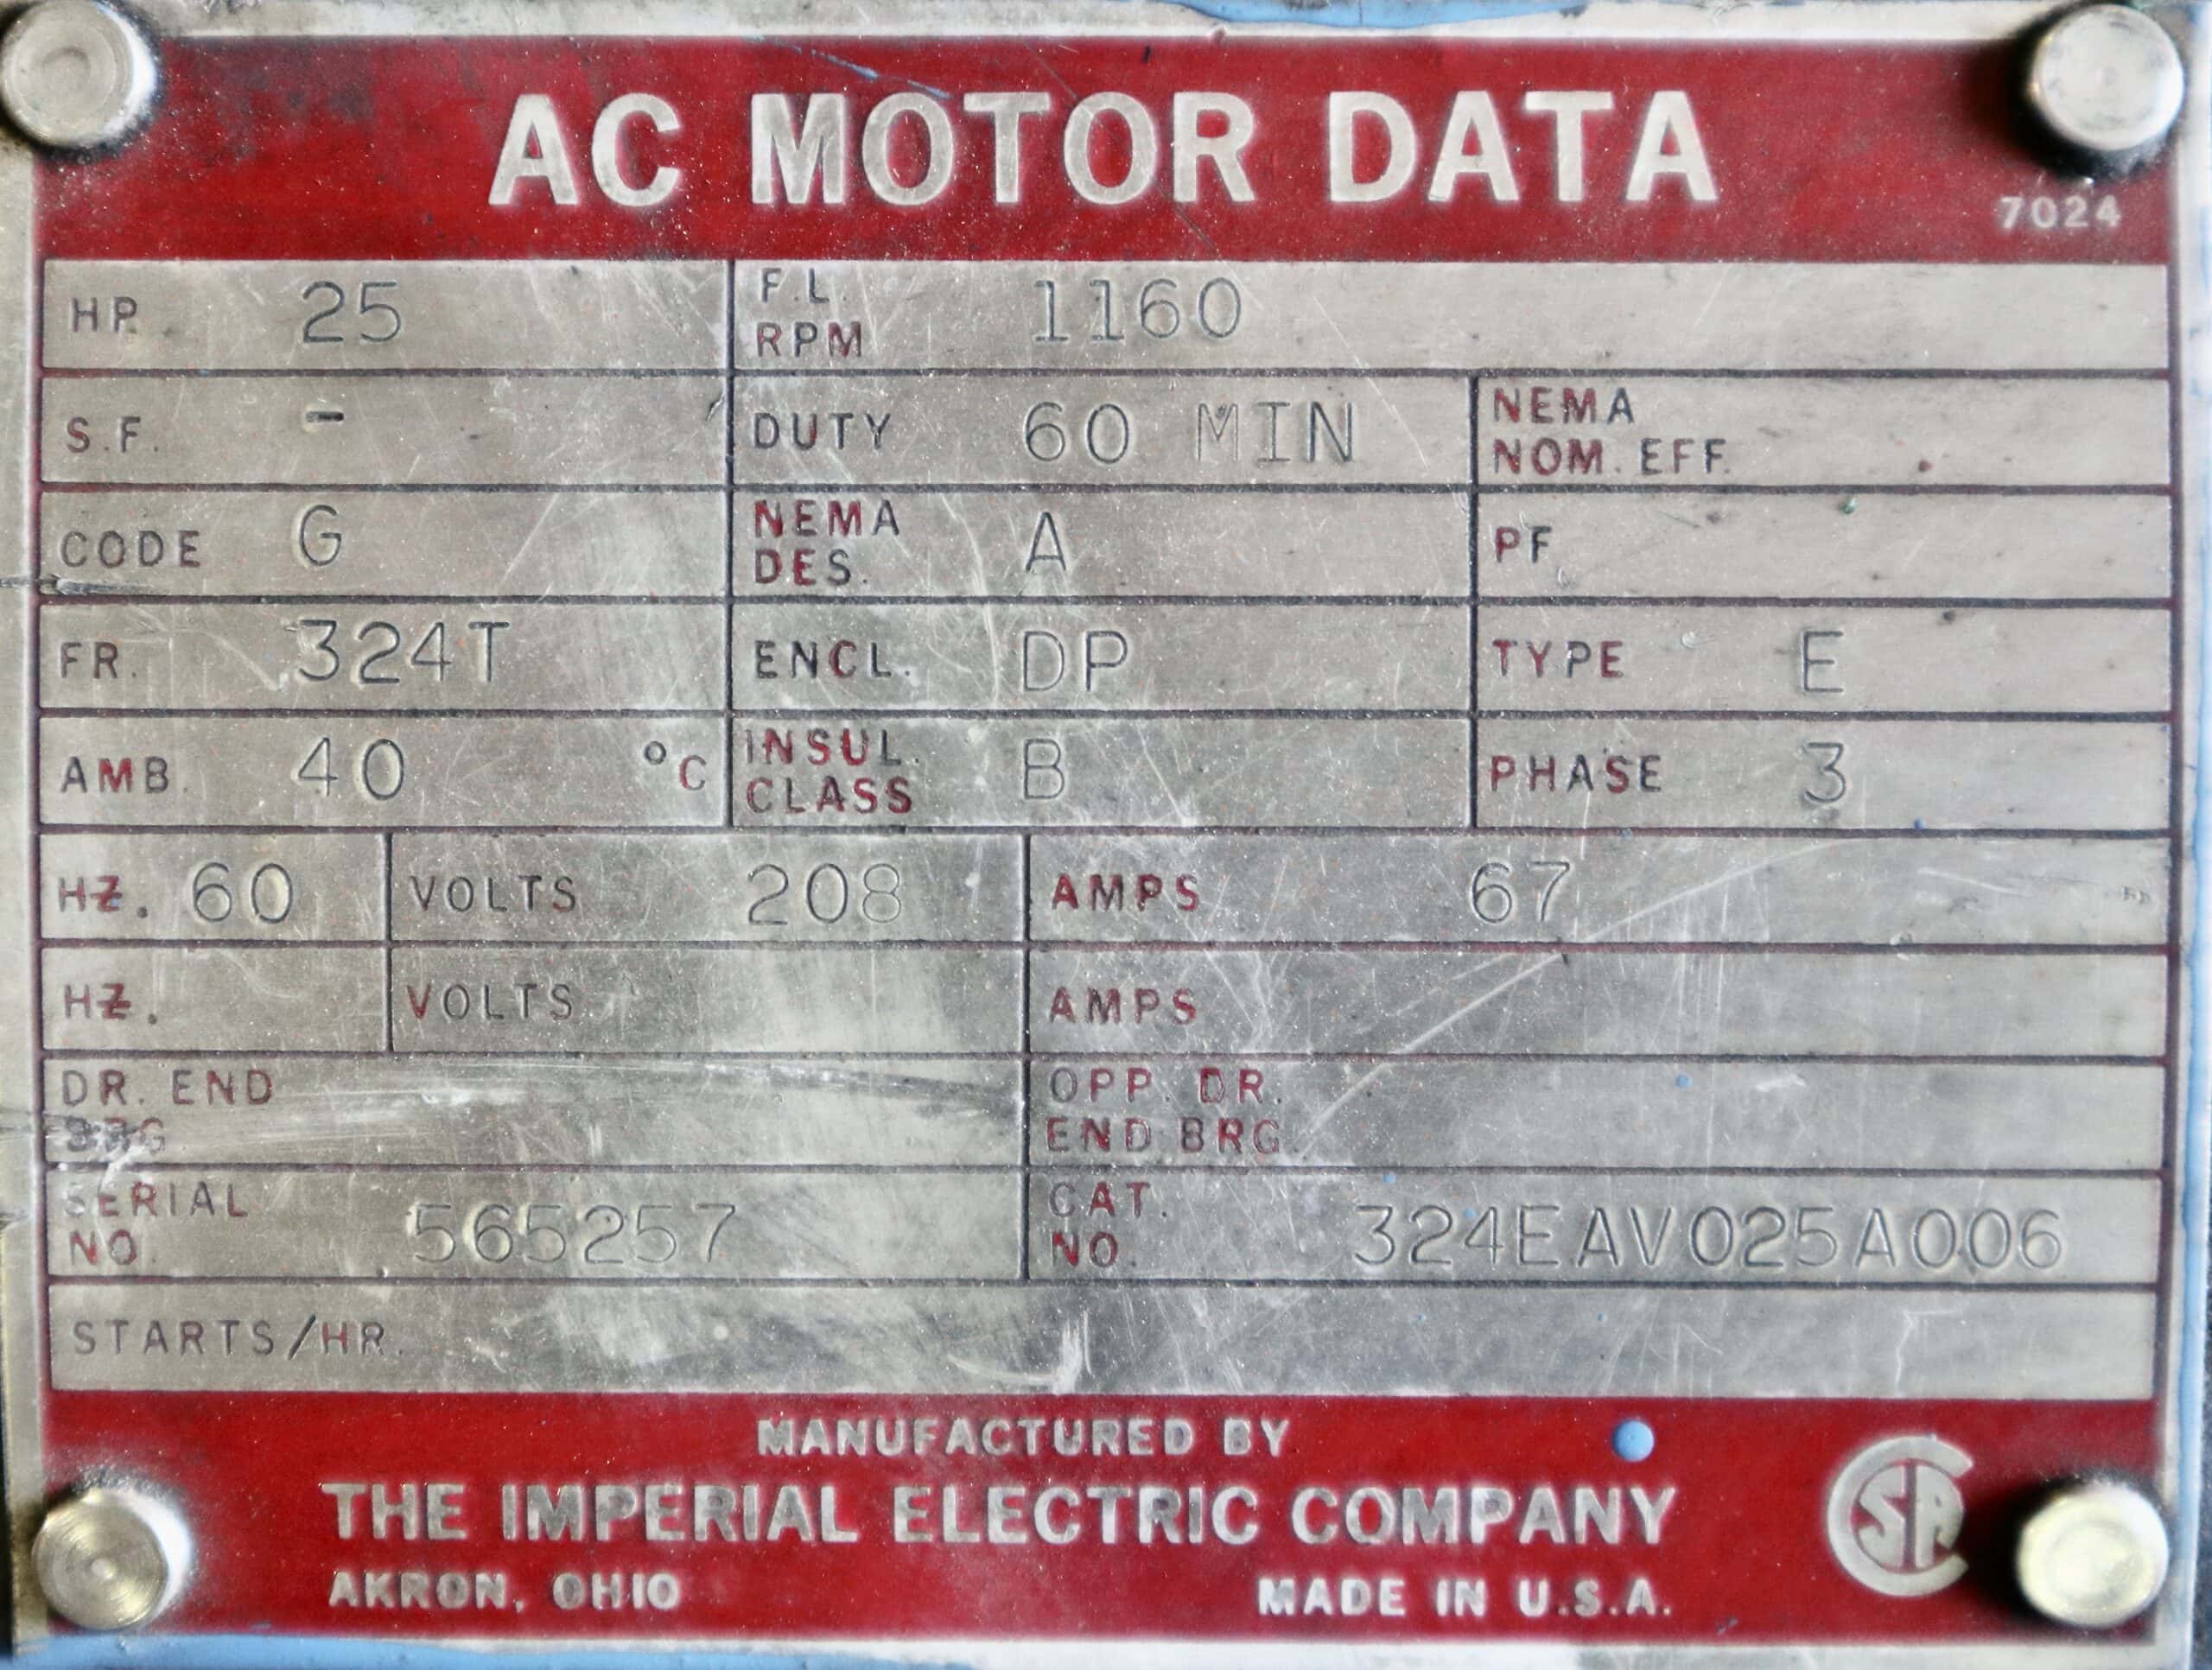 AC MOTOR DATA
7024
HP. 25 F.L. RPM 1160
S.F. - DUTY 60 MIN NEMA NOM. EFF.
CODE G NEMA DES. A PF
FR. 324T ENCL. DP TYPE E
AMB. 40 °C INSUL. CLASS B PHASE 3
HZ. 60 VOLTS 208 AMPS 67
HZ. VOLTS AMPS
DR. END BRG OPP. DR. END BRG.
SERIAL NO. 565257 CAT. NO. 324EAV025A006
STARTS/HR.
MANUFACTURED BY
THE IMPERIAL ELECTRIC COMPANY
AKRON, OHIO MADE IN U.S.A.
CSA